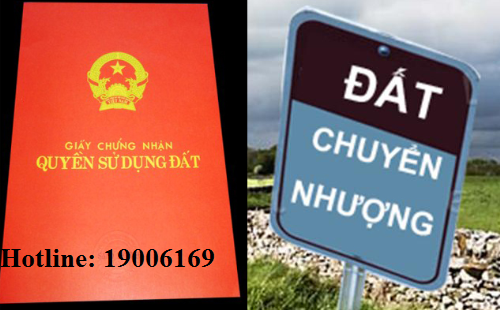 GIẤY CHỨNG NHẬN
QUYỀN SỬ DỤNG ĐẤT
Hotline: 19006169
ĐẤT
CHUYỂN
NHƯỢNG